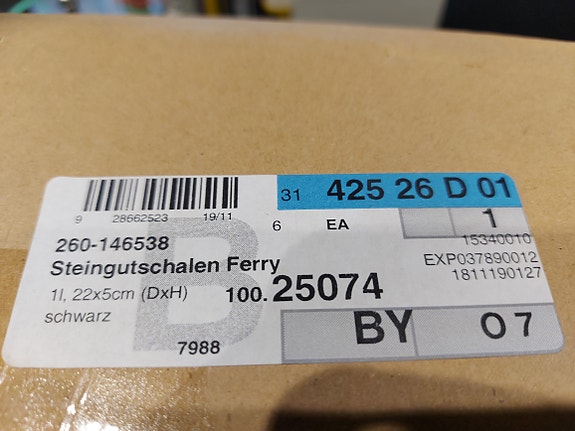 31 425 26 D 01
9 28662523 19/11
6 EA 1
260-146538
15340010
Steingutschalen Ferry
EXP037890012
1811190127
1l, 22x5cm (DxH)
100.25074
schwarz
B
BY 07
7988